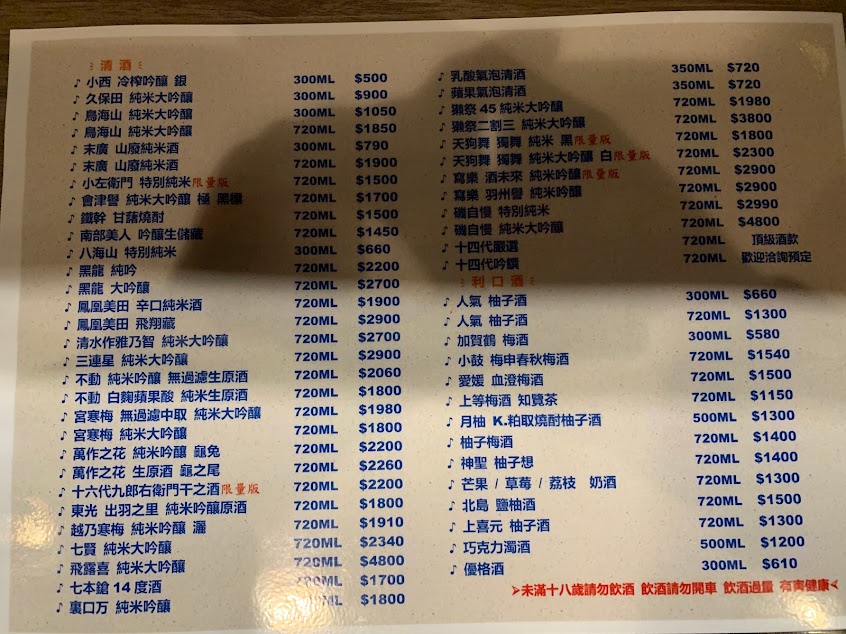 清酒
♪ 小西 冷榨吟釀 銀 300ML $500
♪ 久保田 純米大吟釀 300ML $900
♪ 鳥海山 純米大吟釀 300ML $1050
♪ 鳥海山 純米大吟釀 720ML $1850
♪ 末廣 山廢純米酒 300ML $790
♪ 末廣 山廢純米酒 720ML $1900
♪ 小左衛門 特別純米限量版 720ML $1500
♪ 會津譽 純米大吟釀 極 黑標 720ML $1700
♪ 鐵幹 甘藷燒酎 720ML $1500
♪ 南部美人 吟釀生儲藏 720ML $1450
♪ 八海山 特別純米 300ML $660
♪ 黑龍 純吟 720ML $2200
♪ 黑龍 大吟釀 720ML $2700
♪ 鳳凰美田 辛口純米酒 720ML $1900
♪ 鳳凰美田 飛翔藏 720ML $2900
♪ 清水作雅乃智 純米大吟釀 720ML $2700
♪ 三連星 純米大吟釀 720ML $2900
♪ 不動 純米吟釀 無過濾生原酒 720ML $2060
♪ 不動 白麴蘋果酸 純米生原酒 720ML $1800
♪ 宮寒梅 無過濾中取 純米大吟釀 720ML $1980
♪ 宮寒梅 純米大吟釀 720ML $1800
♪ 萬作之花 純米吟釀 龜兔 720ML $2200
♪ 萬作之花 生原酒 龜之尾 720ML $2260
♪ 十六代九郎右衛門干之酒限量版 720ML $2200
♪ 東光 出羽之里 純米吟釀原酒 720ML $1800
♪ 越乃寒梅 純米吟釀 灑 720ML $1910
♪ 七賢 純米大吟釀 720ML $2340
♪ 飛露喜 純米大吟釀 720ML $4800
♪ 七本鎗 14度酒 720ML $1700
♪ 裏口万 純米吟釀 ML $1800
♪ 乳酸氣泡清酒 350ML $720
♪ 蘋果氣泡清酒 350ML $720
♪ 獺祭 45 純米大吟釀 720ML $1980
♪ 獺祭二割三 純米大吟釀 720ML $3800
♪ 天狗舞 獨舞 純米 黑限量版 720ML $1800
♪ 天狗舞 獨舞 純米大吟釀 白限量版 720ML $2300
♪ 寫樂 酒未來 純米吟釀限量版 720ML $2900
♪ 寫樂 羽州譽 純米吟釀 720ML $2900
♪ 磯自慢 特別純米 720ML $2990
♪ 磯自慢 純米大吟釀 720ML $4800
♪ 十四代嚴選 720ML 頂級酒款
♪ 十四代吟饌 720ML 歡迎洽詢預定
利口酒
♪ 人氣 柚子酒 300ML $660
♪ 人氣 柚子酒 720ML $1300
♪ 加賀鶴 梅酒 300ML $580
♪ 小鼓 梅申春秋梅酒 720ML $1540
♪ 愛媛 血澄梅酒 720ML $1500
♪ 上等梅酒 知覽茶 720ML $1150
♪ 月柚 K.粕取燒酎柚子酒 500ML $1300
♪ 柚子梅酒 720ML $1400
♪ 神聖 柚子想 720ML $1400
♪ 芒果 / 草莓 / 荔枝 奶酒 720ML $1300
♪ 北島 鹽柚酒 720ML $1500
♪ 上喜元 柚子酒 720ML $1300
♪ 巧克力濁酒 500ML $1200
♪ 優格酒 300ML $610
➢未滿十八歲請勿飲酒 飲酒請勿開車 飲酒過量 有害健康